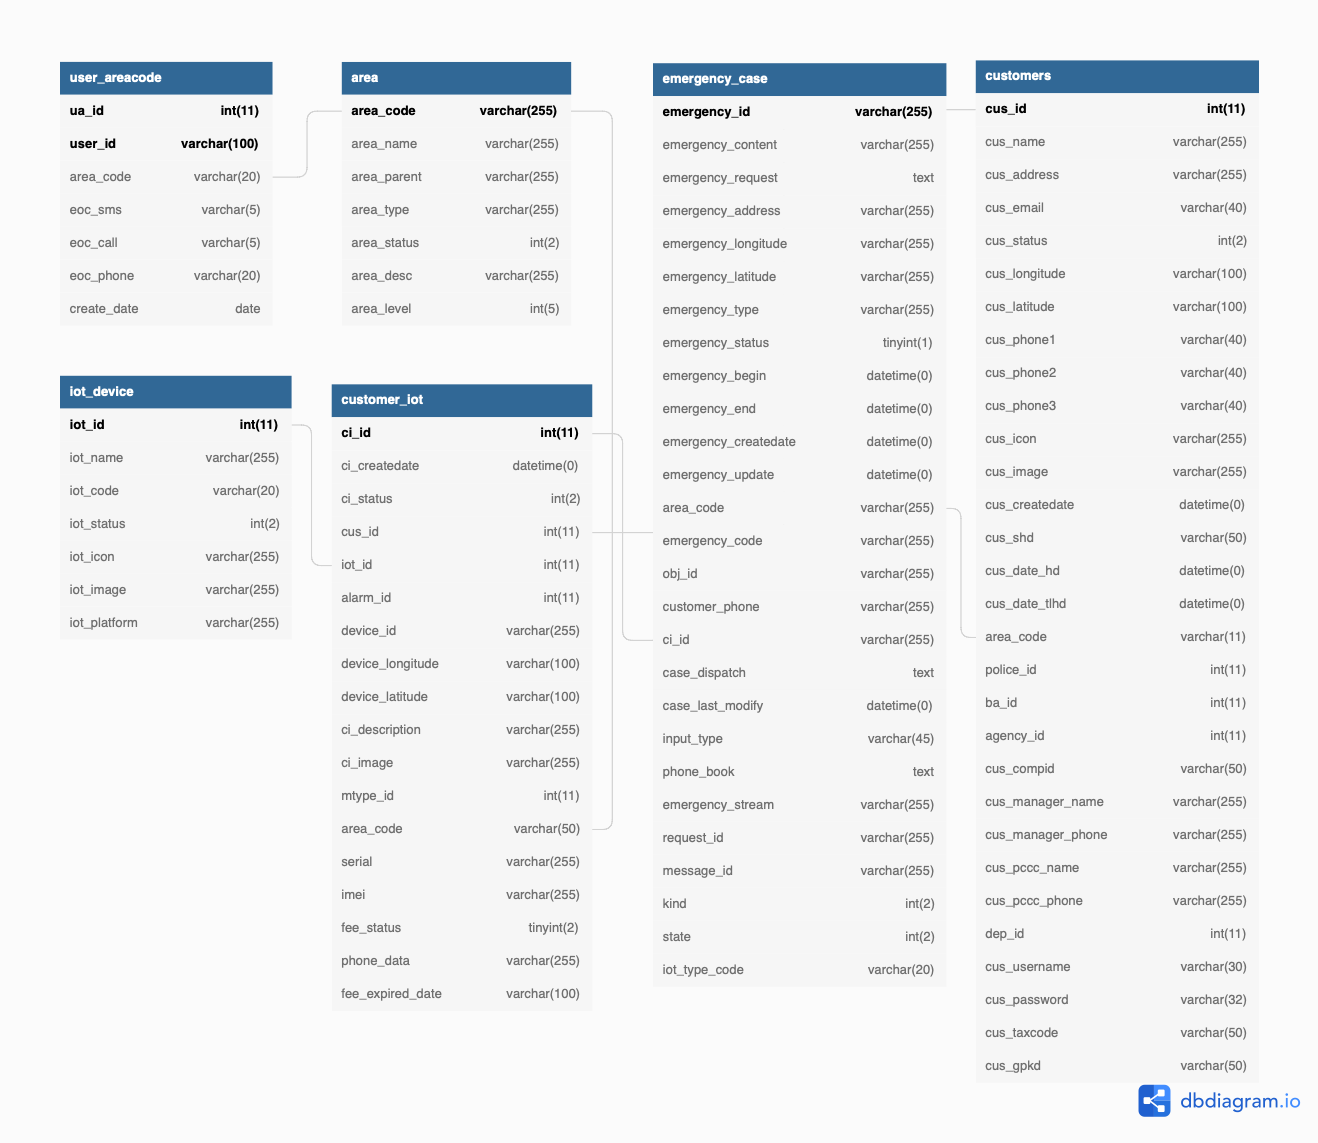 user_areacode
ua_id int(11)
user_id varchar(100)
area_code varchar(20)
eoc_sms varchar(5)
eoc_call varchar(5)
eoc_phone varchar(20)
create_date date
area
area_code varchar(255)
area_name varchar(255)
area_parent varchar(255)
area_type varchar(255)
area_status int(2)
area_desc varchar(255)
area_level int(5)
iot_device
iot_id int(11)
iot_name varchar(255)
iot_code varchar(20)
iot_status int(2)
iot_icon varchar(255)
iot_image varchar(255)
iot_platform varchar(255)
customer_iot
ci_id int(11)
ci_createdate datetime(0)
ci_status int(2)
cus_id int(11)
iot_id int(11)
alarm_id int(11)
device_id varchar(255)
device_longitude varchar(100)
device_latitude varchar(100)
ci_description varchar(255)
ci_image varchar(255)
mtype_id int(11)
area_code varchar(50)
serial varchar(255)
imei varchar(255)
fee_status tinyint(2)
phone_data varchar(255)
fee_expired_date varchar(100)
emergency_case
emergency_id varchar(255)
emergency_content varchar(255)
emergency_request text
emergency_address varchar(255)
emergency_longitude varchar(255)
emergency_latitude varchar(255)
emergency_type varchar(255)
emergency_status tinyint(1)
emergency_begin datetime(0)
emergency_end datetime(0)
emergency_createdate datetime(0)
emergency_update datetime(0)
area_code varchar(255)
emergency_code varchar(255)
obj_id varchar(255)
customer_phone varchar(255)
ci_id varchar(255)
case_dispatch text
case_last_modify datetime(0)
input_type varchar(45)
phone_book text
emergency_stream varchar(255)
request_id varchar(255)
message_id varchar(255)
kind int(2)
state int(2)
iot_type_code varchar(20)
customers
cus_id int(11)
cus_name varchar(255)
cus_address varchar(255)
cus_email varchar(40)
cus_status int(2)
cus_longitude varchar(100)
cus_latitude varchar(100)
cus_phone1 varchar(40)
cus_phone2 varchar(40)
cus_phone3 varchar(40)
cus_icon varchar(255)
cus_image varchar(255)
cus_createdate datetime(0)
cus_shd varchar(50)
cus_date_hd datetime(0)
cus_date_tlhd datetime(0)
area_code varchar(11)
police_id int(11)
ba_id int(11)
agency_id int(11)
cus_compid varchar(50)
cus_manager_name varchar(255)
cus_manager_phone varchar(255)
cus_pccc_name varchar(255)
cus_pccc_phone varchar(255)
dep_id int(11)
cus_username varchar(30)
cus_password varchar(32)
cus_taxcode varchar(50)
cus_gpkd varchar(50)
dbdiagram.io